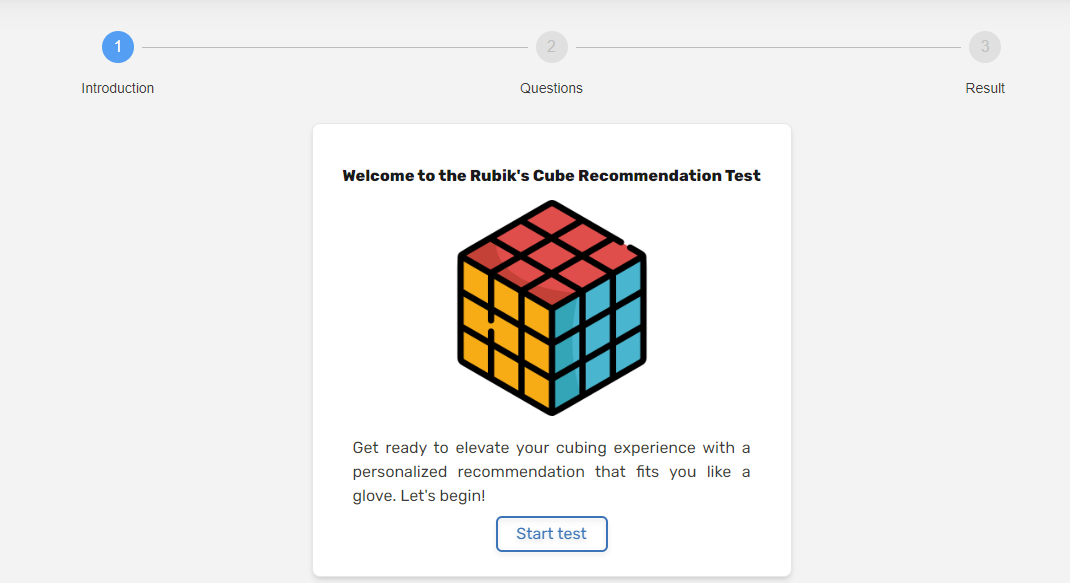 1
2
3
Introduction
Questions
Result
Welcome to the Rubik's Cube Recommendation Test
Get ready to elevate your cubing experience with a
personalized recommendation that fits you like a
glove. Let's begin!
Start test